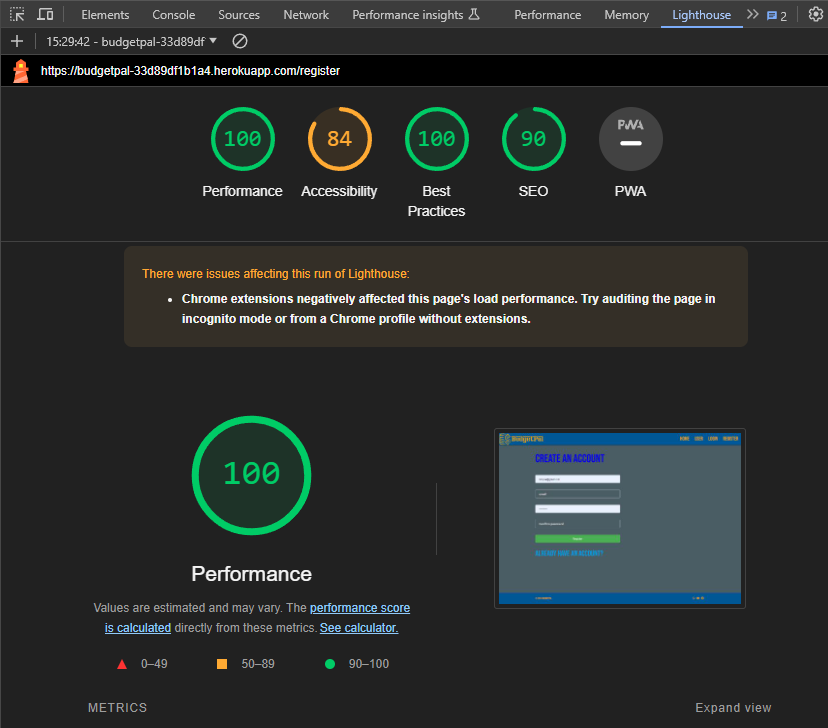 Elements Console Sources Network Performance insights Performance Memory Lighthouse 2
15:29:42 - budgetpal-33d89df
https://budgetpal-33d89df1b1a4.herokuapp.com/register
100 84 100 90 PWA
Performance Accessibility Best Practices SEO PWA
There were issues affecting this run of Lighthouse:
• Chrome extensions negatively affected this page's load performance. Try auditing the page in
incognito mode or from a Chrome profile without extensions.
100
Performance
Values are estimated and may vary. The performance score
is calculated directly from these metrics. See calculator.
0–49 50–89 90–100
BudgetPal HOME LOGIN REGISTER
CREATE AN ACCOUNT
ALREADY HAVE AN ACCOUNT?
METRICS Expand view